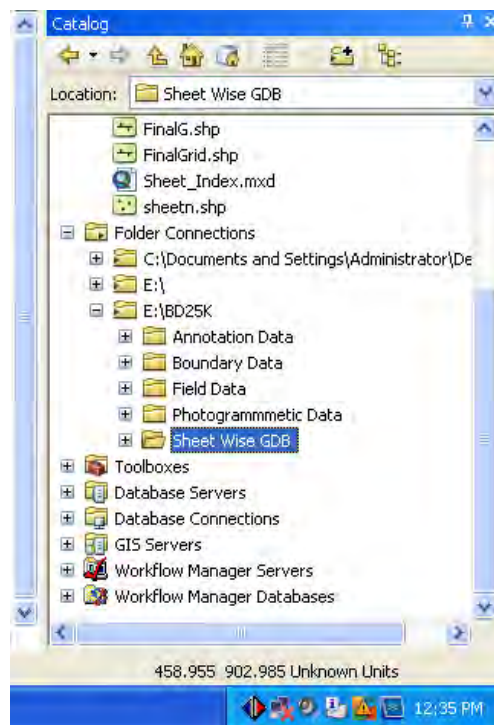 Catalog
Location: Sheet Wise GDB
FinalG.shp
FinalGrid.shp
Sheet_Index.mxd
sheetn.shp
Folder Connections
C:\Documents and Settings\Administrator\De
E:\
E:\BD25K
Annotation Data
Boundary Data
Field Data
Photogrammmetic Data
Sheet Wise GDB
Toolboxes
Database Servers
Database Connections
GIS Servers
Workflow Manager Servers
Workflow Manager Databases
458.955 902.985 Unknown Units
12:35 PM